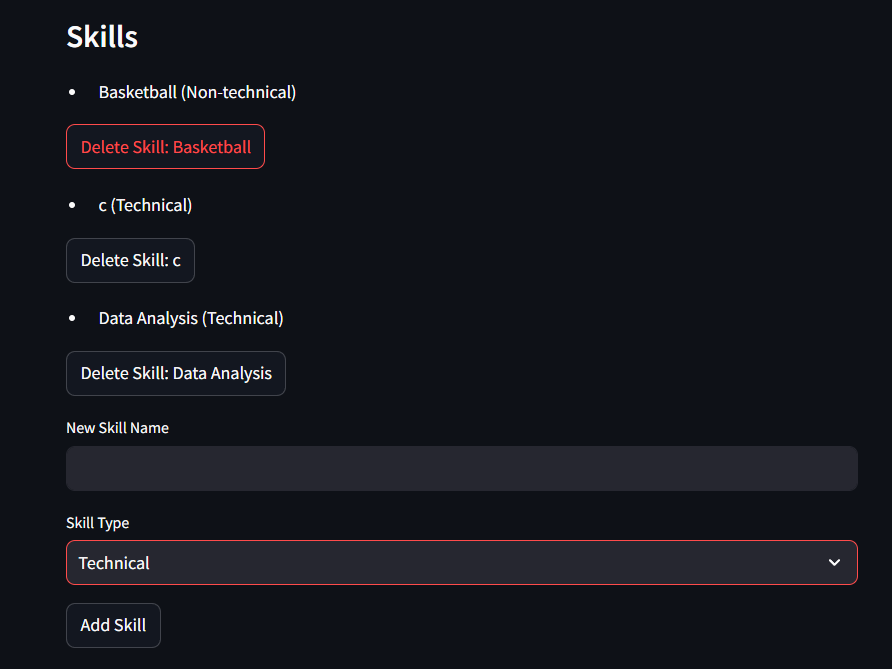 Skills
• Basketball (Non-technical)
Delete Skill: Basketball
• c (Technical)
Delete Skill: c
• Data Analysis (Technical)
Delete Skill: Data Analysis
New Skill Name
Skill Type
Technical
Add Skill